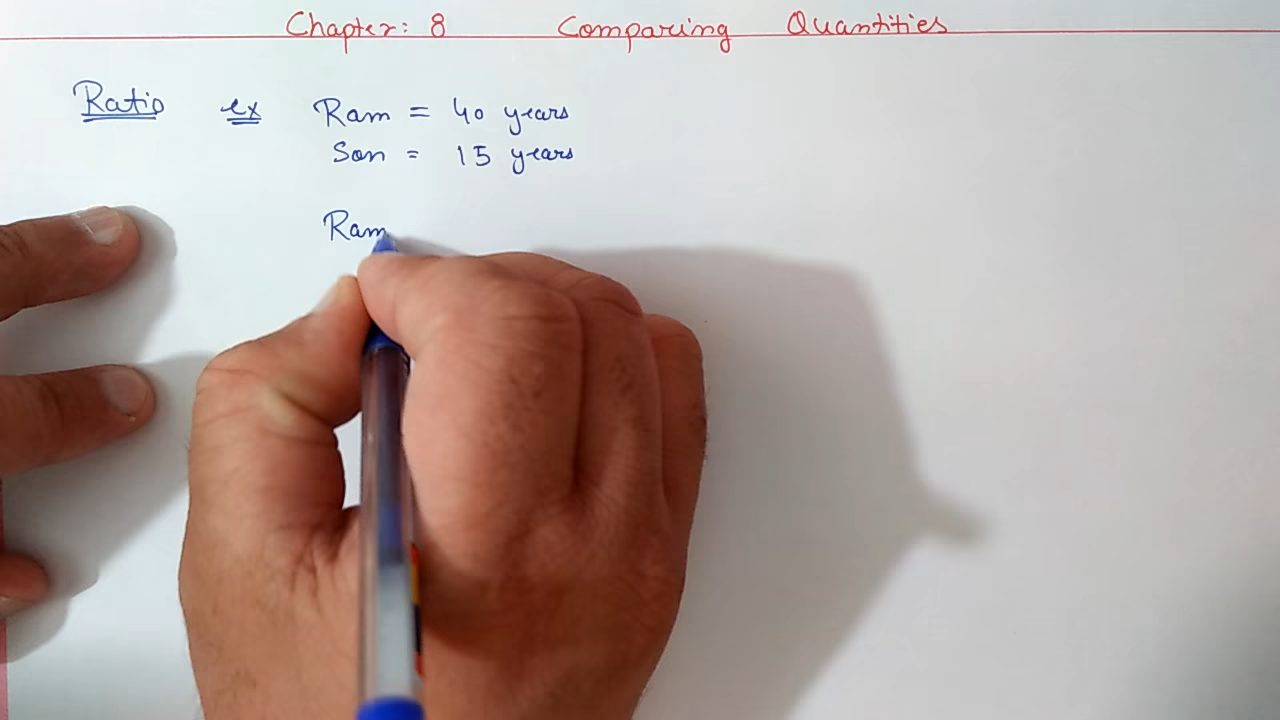 Chapter: 8 Comparing Quantities
Ratio ex Ram = 40 years
Son = 15 years
Ram